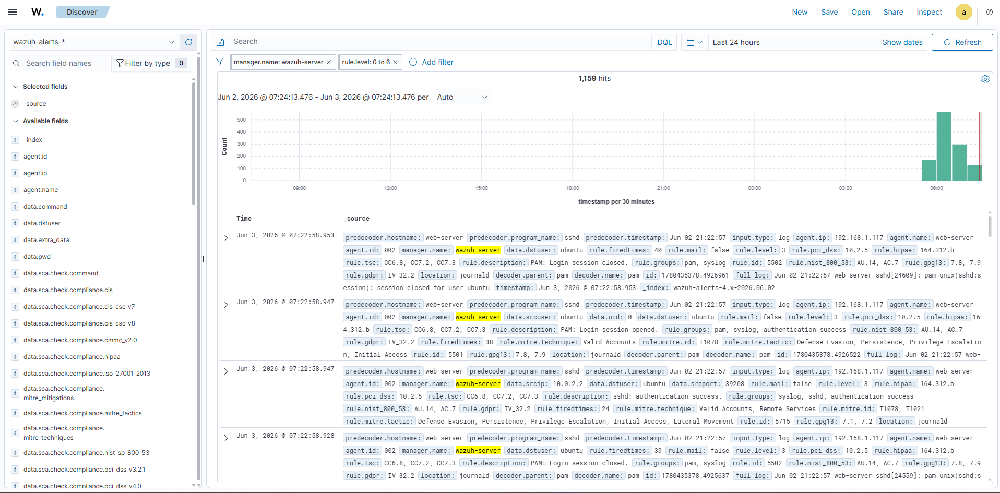 W. Discover New Save Open Share Inspect a
wazuh-alerts-*
Search DQL Last 24 hours Show dates Refresh
Search field names Filter by type 0
manager.name: wazuh-server × rule.level: 0 to 6 × Add filter
Selected fields
_source
Available fields
t _index
t agent.id
t agent.ip
t agent.name
t data.command
t data.dstuser
t data.extra_data
t data.pwd
t data.sca.check.command
t data.sca.check.compliance.cis
t data.sca.check.compliance.cis_csc_v7
t data.sca.check.compliance.cis_csc_v8
t data.sca.check.compliance.cmmc_v2.0
t data.sca.check.compliance.hipaa
t data.sca.check.compliance.iso_27001-2013
t data.sca.check.compliance.
mitre_mitigations
t data.sca.check.compliance.mitre_tactics
t data.sca.check.compliance.
mitre_techniques
t data.sca.check.compliance.nist_sp_800-53
t data.sca.check.compliance.pci_dss_v3.2.1
t data.sca.check.compliance.pci_dss_v4.0
1,159 hits
Jun 2, 2026 @ 07:24:13.476 - Jun 3, 2026 @ 07:24:13.476 per Auto
Count
500
400
300
200
100
0
09:00 12:00 15:00 18:00 21:00 00:00 03:00 06:00
timestamp per 30 minutes
Time _source
Jun 3, 2026 @ 07:22:58.953 predecoder.hostname: web-server predecoder.program_name: sshd predecoder.timestamp: Jun 02 21:22:57 input.type: log agent.ip: 192.168.1.117 agent.name: web-server
agent.id: 002 manager.name: wazuh-server data.dstuser: ubuntu rule.firedtimes: 40 rule.mail: false rule.level: 3 rule.pci_dss: 10.2.5 rule.hipaa: 164.312.b
rule.tsc: CC6.8, CC7.2, CC7.3 rule.description: PAM: Login session closed. rule.groups: pam, syslog rule.id: 5502 rule.nist_800_53: AU.14, AC.7 rule.gpg13: 7.8, 7.9
rule.gdpr: IV_32.2 location: journald decoder.parent: pam decoder.name: pam id: 1780435378.4926961 full_log: Jun 02 21:22:57 web-server sshd[24609]: pam_unix(sshd:s
ession): session closed for user ubuntu timestamp: Jun 3, 2026 @ 07:22:58.953 _index: wazuh-alerts-4.x-2026.06.02
Jun 3, 2026 @ 07:22:58.947 predecoder.hostname: web-server predecoder.program_name: sshd predecoder.timestamp: Jun 02 21:22:57 input.type: log agent.ip: 192.168.1.117 agent.name: web-server
agent.id: 002 manager.name: wazuh-server data.srcuser: ubuntu data.uid: 0 data.dstuser: ubuntu rule.mail: false rule.level: 3 rule.pci_dss: 10.2.5 rule.hipaa: 16
4.312.b rule.tsc: CC6.8, CC7.2, CC7.3 rule.description: PAM: Login session opened. rule.groups: pam, syslog, authentication_success rule.nist_800_53: AU.14, AC.7
rule.gdpr: IV_32.2 rule.firedtimes: 38 rule.mitre.technique: Valid Accounts rule.mitre.id: T1078 rule.mitre.tactic: Defense Evasion, Persistence, Privilege Escalatio
n, Initial Access rule.id: 5501 rule.gpg13: 7.8, 7.9 location: journald decoder.parent: pam decoder.name: pam id: 1780435378.4926522 full_log: Jun 02 21:22:57 web-
Jun 3, 2026 @ 07:22:58.947 predecoder.hostname: web-server predecoder.program_name: sshd predecoder.timestamp: Jun 02 21:22:57 input.type: log agent.ip: 192.168.1.117 agent.name: web-server
agent.id: 002 manager.name: wazuh-server data.srcip: 10.0.2.2 data.dstuser: ubuntu data.srcport: 39208 rule.mail: false rule.level: 3 rule.hipaa: 164.312.b
rule.pci_dss: 10.2.5 rule.tsc: CC6.8, CC7.2, CC7.3 rule.description: sshd: authentication success. rule.groups: syslog, sshd, authentication_success
rule.nist_800_53: AU.14, AC.7 rule.gdpr: IV_32.2 rule.firedtimes: 24 rule.mitre.technique: Valid Accounts, Remote Services rule.mitre.id: T1078, T1021
rule.mitre.tactic: Defense Evasion, Persistence, Privilege Escalation, Initial Access, Lateral Movement rule.id: 5715 rule.gpg13: 7.1, 7.2 location: journald
Jun 3, 2026 @ 07:22:58.928 predecoder.hostname: web-server predecoder.program_name: sshd predecoder.timestamp: Jun 02 21:22:57 input.type: log agent.ip: 192.168.1.117 agent.name: web-server
agent.id: 002 manager.name: wazuh-server data.dstuser: ubuntu rule.firedtimes: 39 rule.mail: false rule.level: 3 rule.pci_dss: 10.2.5 rule.hipaa: 164.312.b
rule.tsc: CC6.8, CC7.2, CC7.3 rule.description: PAM: Login session closed. rule.groups: pam, syslog rule.id: 5502 rule.nist_800_53: AU.14, AC.7 rule.gpg13: 7.8, 7.9
rule.gdpr: IV_32.2 location: journald decoder.parent: pam decoder.name: pam id: 1780435378.4925637 full_log: Jun 02 21:22:57 web-server sshd[24559]: pam_unix(sshd:s